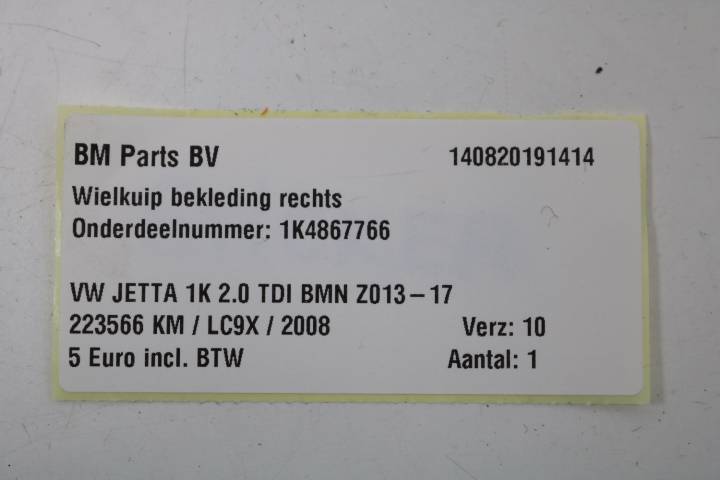 BM Parts BV 140820191414
Wielkuip bekleding rechts
Onderdeelnummer: 1K4867766
VW JETTA 1K 2.0 TDI BMN Z013-17
223566 KM / LC9X / 2008 Verz: 10
5 Euro incl. BTW Aantal: 1